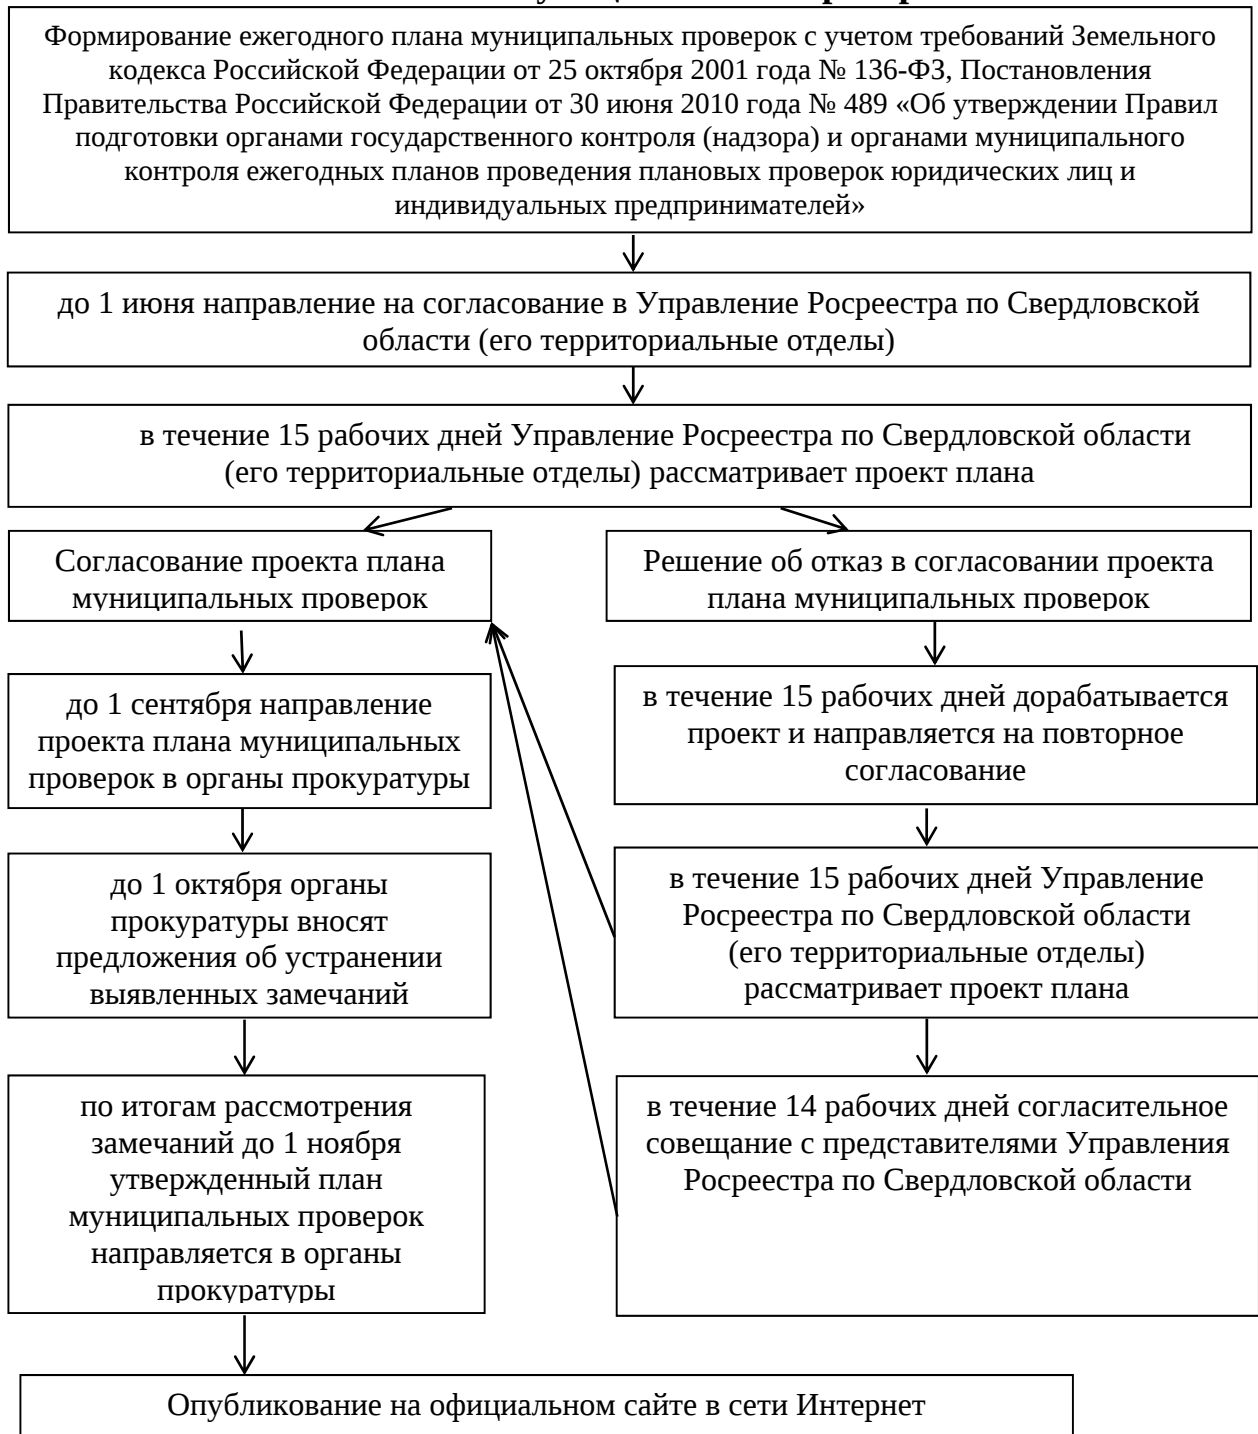 Формирование ежегодного плана муниципальных проверок с учетом требований Земельного
кодекса Российской Федерации от 25 октября 2001 года № 136-ФЗ, Постановления
Правительства Российской Федерации от 30 июня 2010 года № 489 «Об утверждении Правил
подготовки органами государственного контроля (надзора) и органами муниципального
контроля ежегодных планов проведения плановых проверок юридических лиц и
индивидуальных предпринимателей»
до 1 июня направление на согласование в Управление Росреестра по Свердловской
области (его территориальные отделы)
в течение 15 рабочих дней Управление Росреестра по Свердловской области
(его территориальные отделы) рассматривает проект плана
Согласование проекта плана
муниципальных проверок
Решение об отказ в согласовании проекта
плана муниципальных проверок
до 1 сентября направление
проекта плана муниципальных
проверок в органы прокуратуры
в течение 15 рабочих дней дорабатывается
проект и направляется на повторное
согласование
до 1 октября органы
прокуратуры вносят
предложения об устранении
выявленных замечаний
в течение 15 рабочих дней Управление
Росреестра по Свердловской области
(его территориальные отделы)
рассматривает проект плана
по итогам рассмотрения
замечаний до 1 ноября
утвержденный план
муниципальных проверок
направляется в органы
прокуратуры
в течение 14 рабочих дней согласительное
совещание с представителями Управления
Росреестра по Свердловской области
Опубликование на официальном сайте в сети Интернет